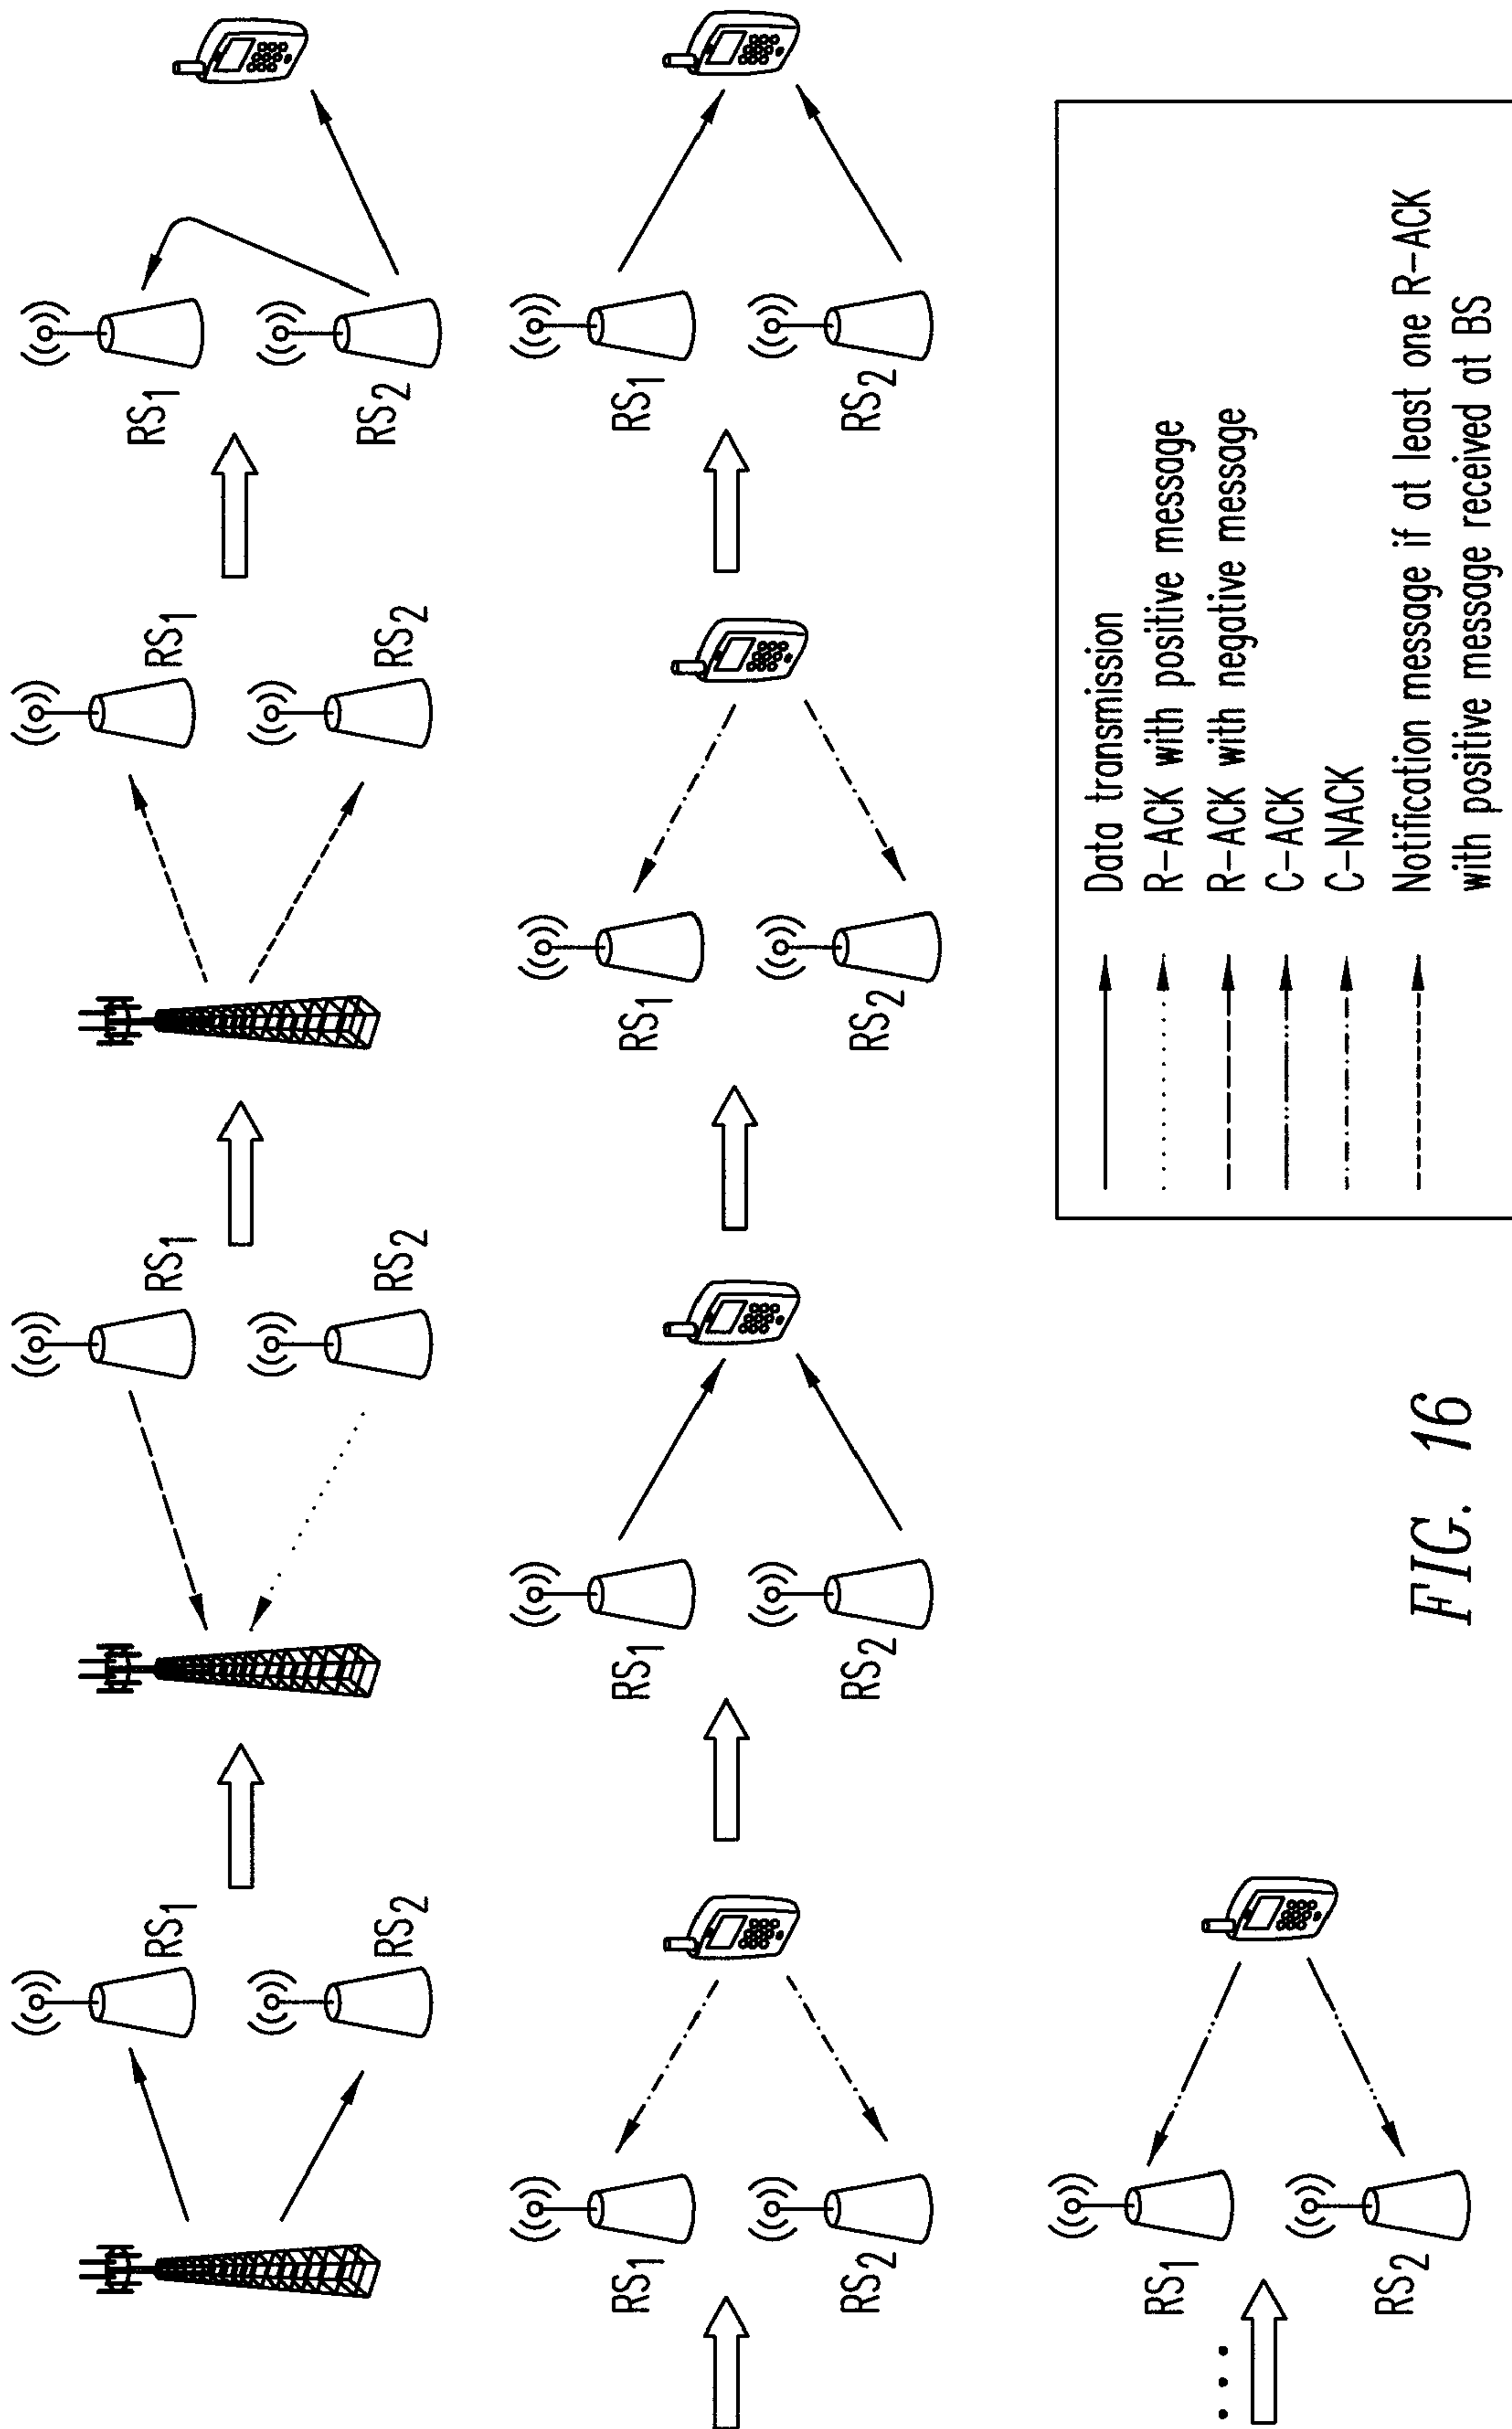 RS1
RS1
RS1
RS1
RS2
RS2
RS2
RS2
RS1
RS1
RS1
RS1
RS2
RS2
RS2
RS2
. . .
RS1
RS2
Data transmission
R-ACK with positive message
R-ACK with negative message
C-ACK
C-NACK
Notification message if at least one R-ACK
with positive message received at BS
FIG. 16